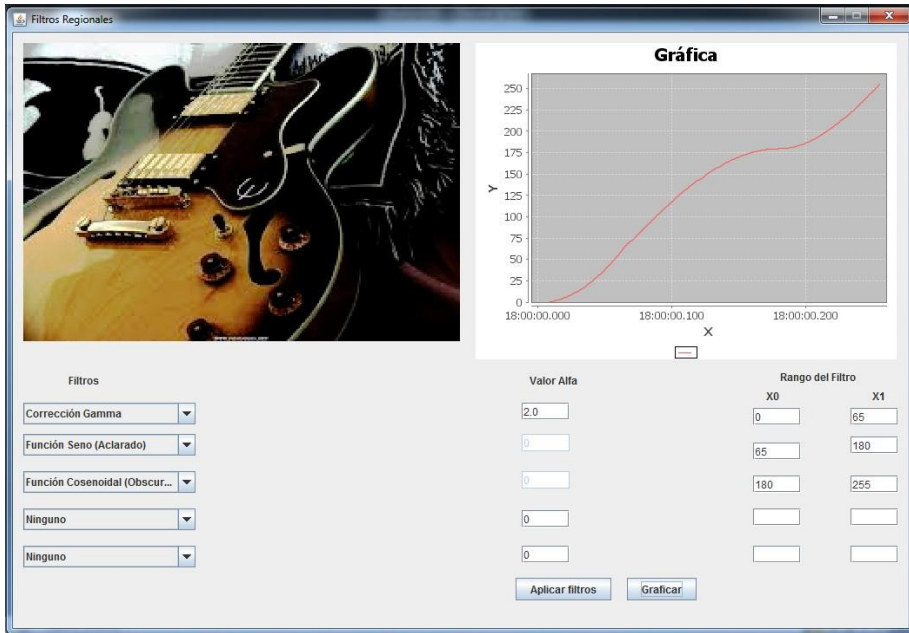 Filtros Regionales
Gráfica
250
225
200
175
150
125
100
75
50
25
0
Y
18:00:00.000 18:00:00.100 18:00:00.200
X
Filtros Valor Alfa Rango del Filtro
X0 X1
Corrección Gamma 2.0 0 65
Función Seno (Aclarado) 0 65 180
Función Cosenoidal (Obscur... 0 180 255
Ninguno 0
Ninguno 0
Aplicar filtros Graficar